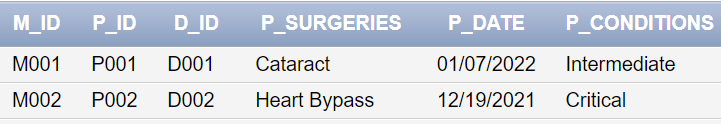 M_ID P_ID D_ID P_SURGERIES P_DATE P_CONDITIONS
M001 P001 D001 Cataract 01/07/2022 Intermediate
M002 P002 D002 Heart Bypass 12/19/2021 Critical